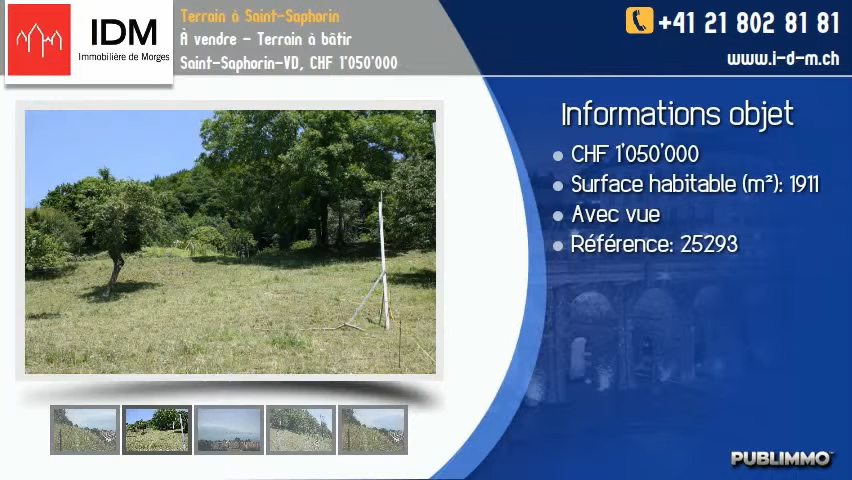 IDM
Immobilière de Morges
Terrain à Saint-Saphorin
À vendre - Terrain à bâtir
Saint-Saphorin-VD, CHF 1'050'000
+41 21 802 81 81
www.i-d-m.ch
Informations objet
CHF 1'050'000
Surface habitable (m²): 1911
Avec vue
Référence: 25293
PUBLIMMO